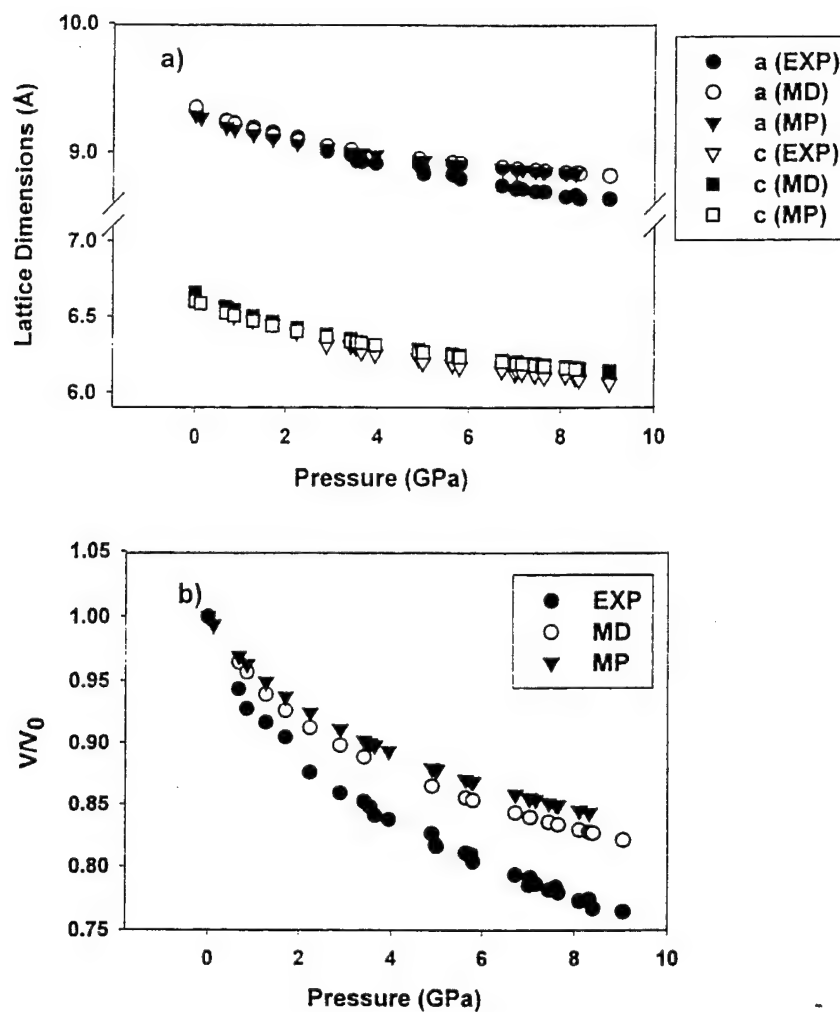 10.0
a)
9.0
7.0
6.5
6.0
Lattice Dimensions (Å)
0 2 4 6 8 10
Pressure (GPa)
a (EXP)
a (MD)
a (MP)
c (EXP)
c (MD)
c (MP)
1.05
b)
1.00
0.95
0.90
0.85
0.80
0.75
V/V0
EXP
MD
MP
0 2 4 6 8 10
Pressure (GPa)